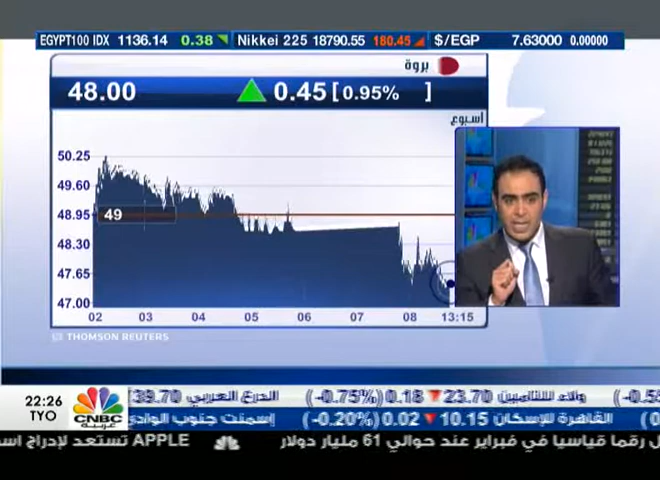 EGYPT100 IDX 1136.14 0.38 Nikkei 225 18790.55 180.45 $/EGP 7.63000 0.00000
بروة
48.00 0.45 [ 0.95% ]
أسبوع
50.25
49.60
48.95
49
48.30
47.65
47.00
02 03 04 05 06 07 08 13:15
THOMSON REUTERS
22:26
TYO
CNBC
عربية
ولاء للتامين 23.70 0.18 (-0.75%) الدرع العربي 39.70
القاهرة للإسكان 10.15 0.02 (-0.20%) إسمنت جنوب الوادي
رقما قياسيا في فبراير عند حوالي 61 مليار دولار
APPLE تستعد لإدراج